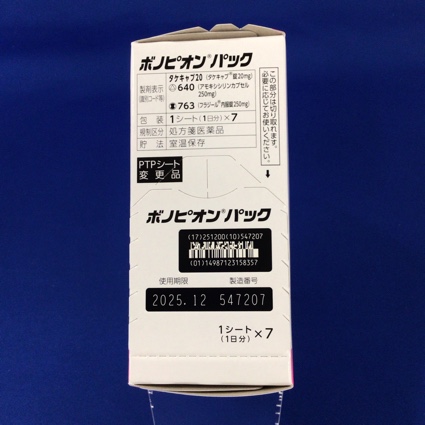 ボノピオン®パック
製剤表示
(識別コード等)
タケキャブ20 (タケキャブ®錠20mg)
640 (アモキシシリンカプセル
250mg)
763 (フラジール®内服錠250mg)
包装 1シート(1日分)×7
規制区分 処方箋医薬品
貯法 室温保存
この部分は切り取れます。
必要に応じてお使いください。
PTPシート
変更品
ボノピオン®パック
(17)251200(10)547207
(01)14987123158357
使用期限 製造番号
2025.12 547207
1シート
(1日分) ×7